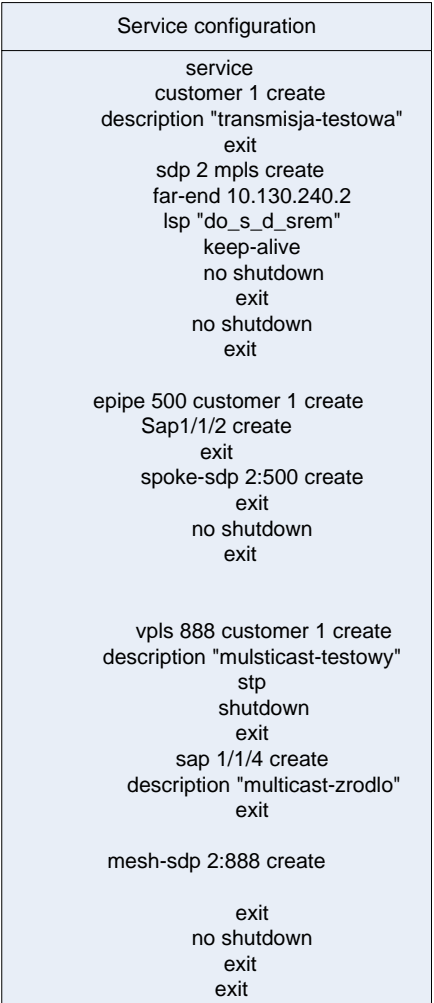 Service configuration
service
customer 1 create
description "transmisja-testowa"
exit
sdp 2 mpls create
far-end 10.130.240.2
lsp "do_s_d_srem"
keep-alive
no shutdown
exit
no shutdown
exit
epipe 500 customer 1 create
Sap1/1/2 create
exit
spoke-sdp 2:500 create
exit
no shutdown
exit
vpls 888 customer 1 create
description "mulsticast-testowy"
stp
shutdown
exit
sap 1/1/4 create
description "multicast-zrodlo"
exit
mesh-sdp 2:888 create
exit
no shutdown
exit
exit